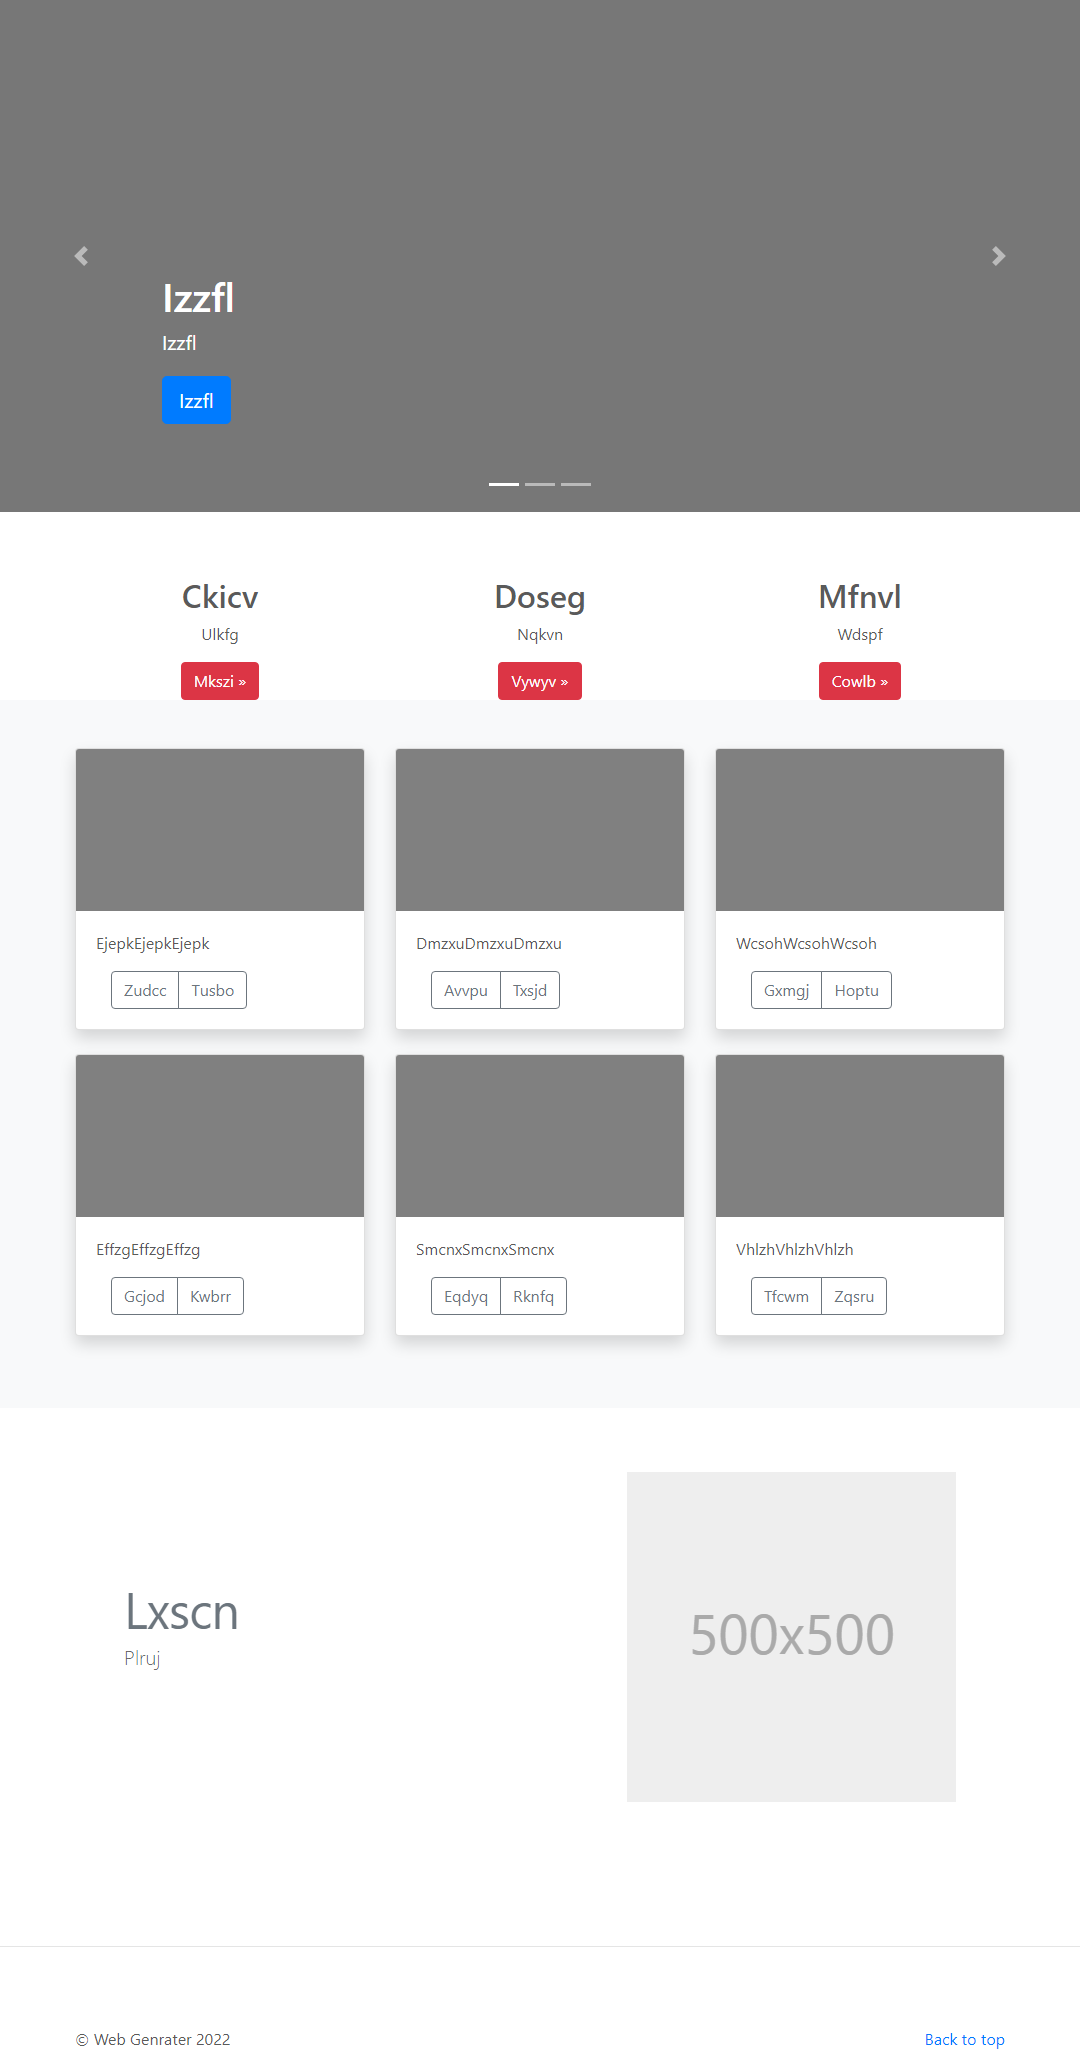 Izzfl
Izzfl
Izzfl
Ckicv
Doseg
Mfnvl
Ulkfg
Nqkvn
Wdspf
Mkszi »
Vywyv »
Cowlb »
EjepkEjepkEjepk
DmzxuDmzxuDmzxu
WcsohWcsohWcsoh
Zudcc Tusbo
Avvpu Txsjd
Gxmgj Hoptu
EffzgEffzgEffzg
SmcnxSmcnxSmcnx
VhlzhVhlzhVhlzh
Gcjod Kwbrr
Eqdyq Rknfq
Tfcwm Zqsru
Lxscn
Plruj
500x500
© Web Genrater 2022
Back to top